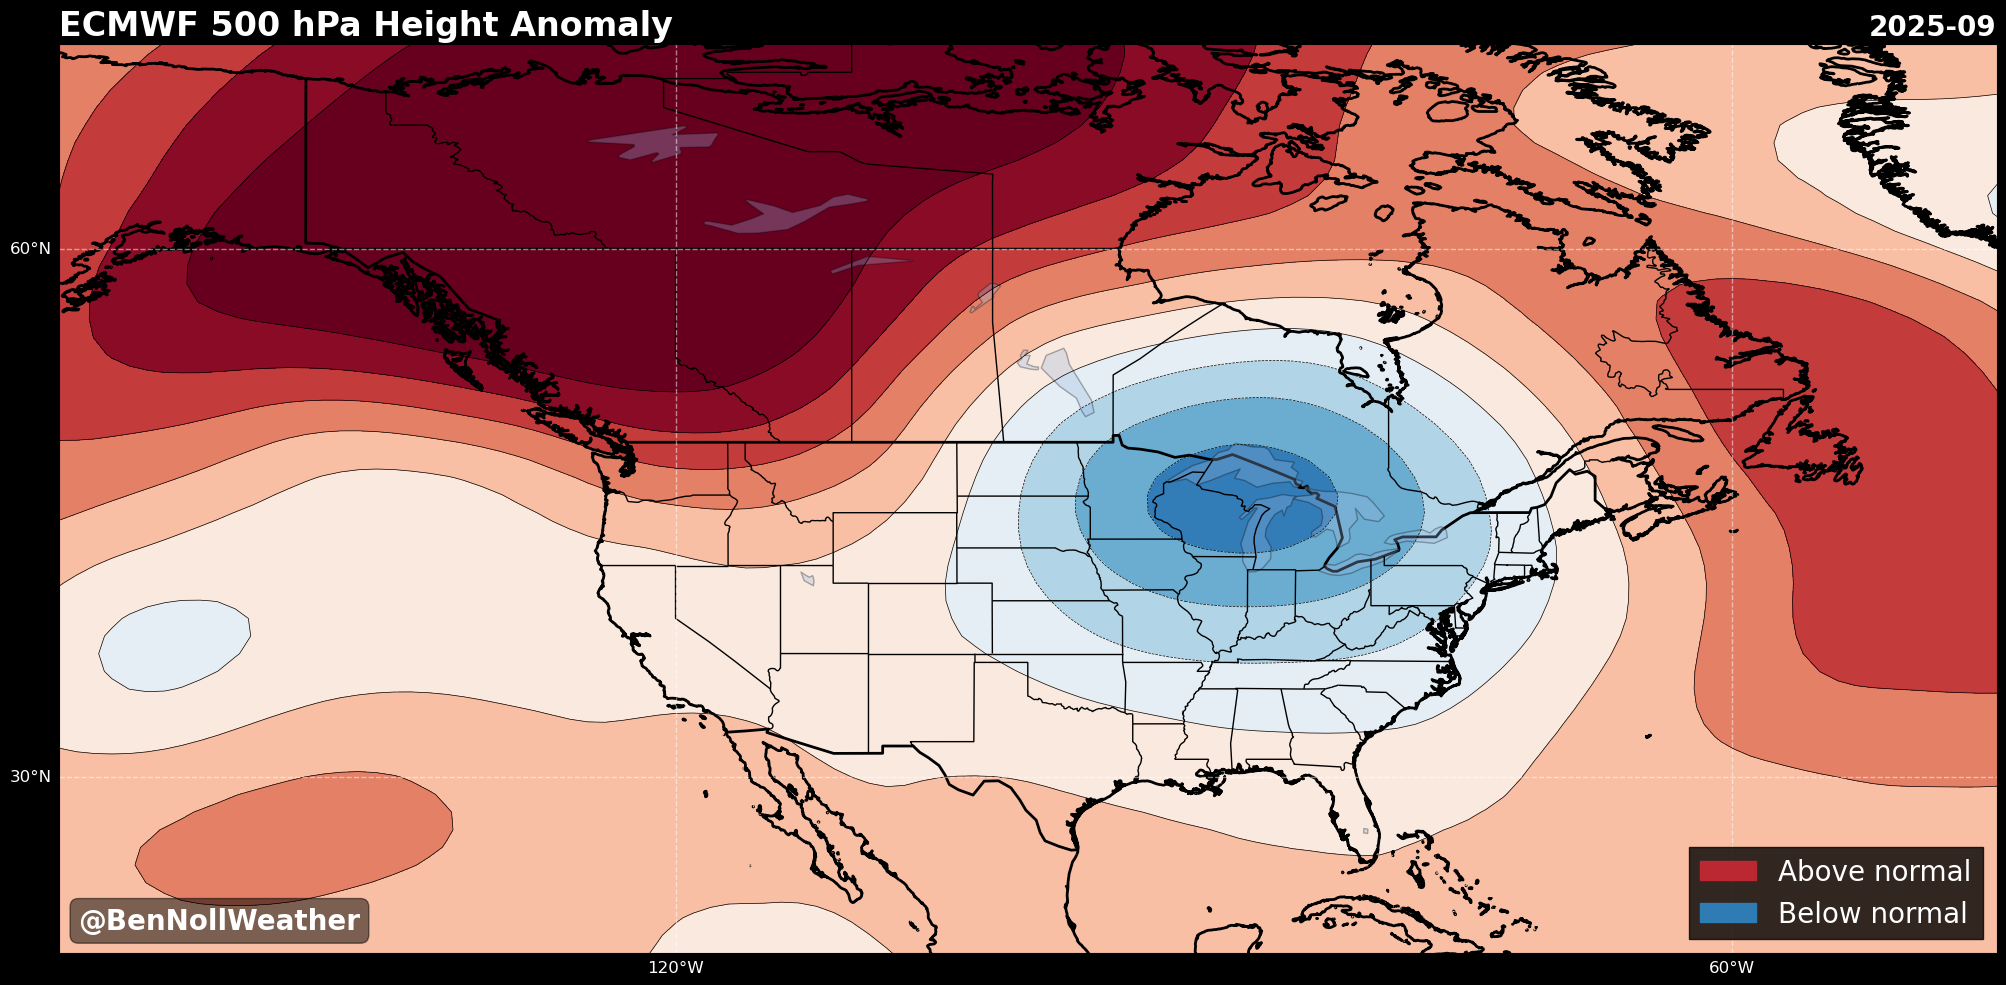 ECMWF 500 hPa Height Anomaly
2025-09
60°N
30°N
120°W
60°W
Above normal
Below normal
@BenNollWeather